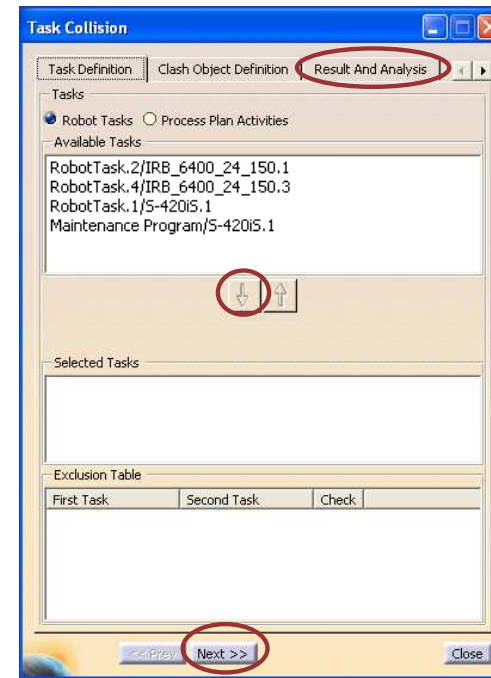 Task Collision
Task Definition Clash Object Definition Result And Analysis
Tasks
Robot Tasks Process Plan Activities
Available Tasks
RobotTask.2/IRB_6400_24_150.1
RobotTask.4/IRB_6400_24_150.3
RobotTask.1/S-420iS.1
Maintenance Program/S-420iS.1
Selected Tasks
Exclusion Table
First Task Second Task Check
<< Prev Next >> Close